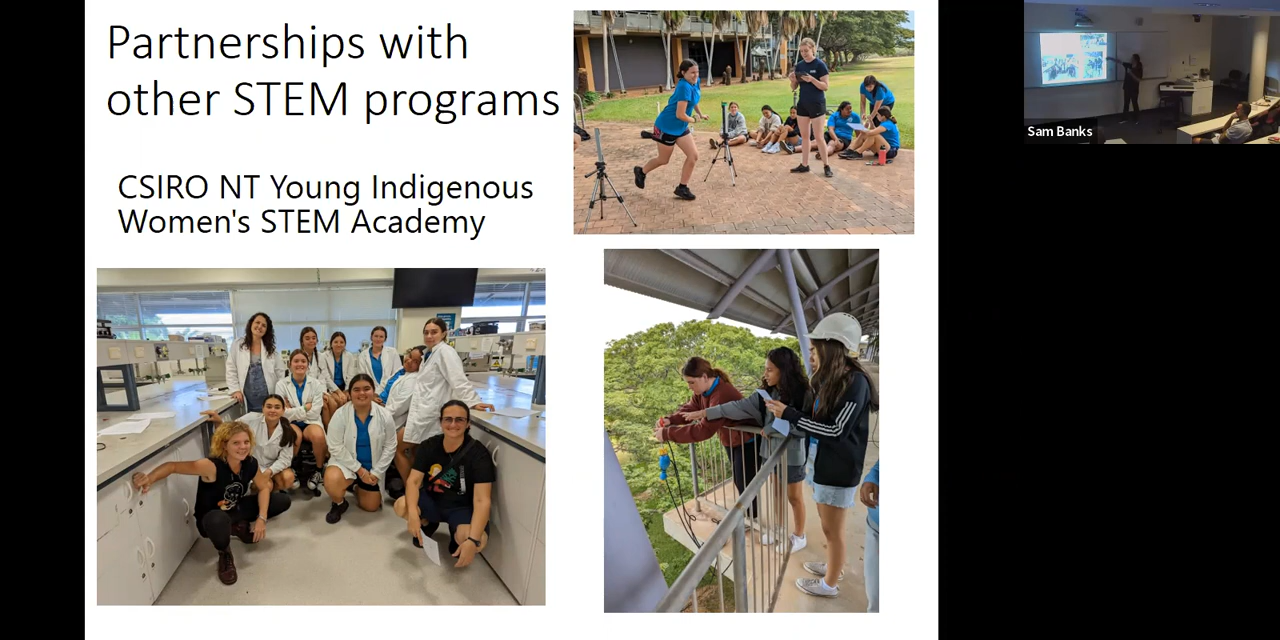 Partnerships with
other STEM programs
CSIRO NT Young Indigenous
Women's STEM Academy
Sam Banks